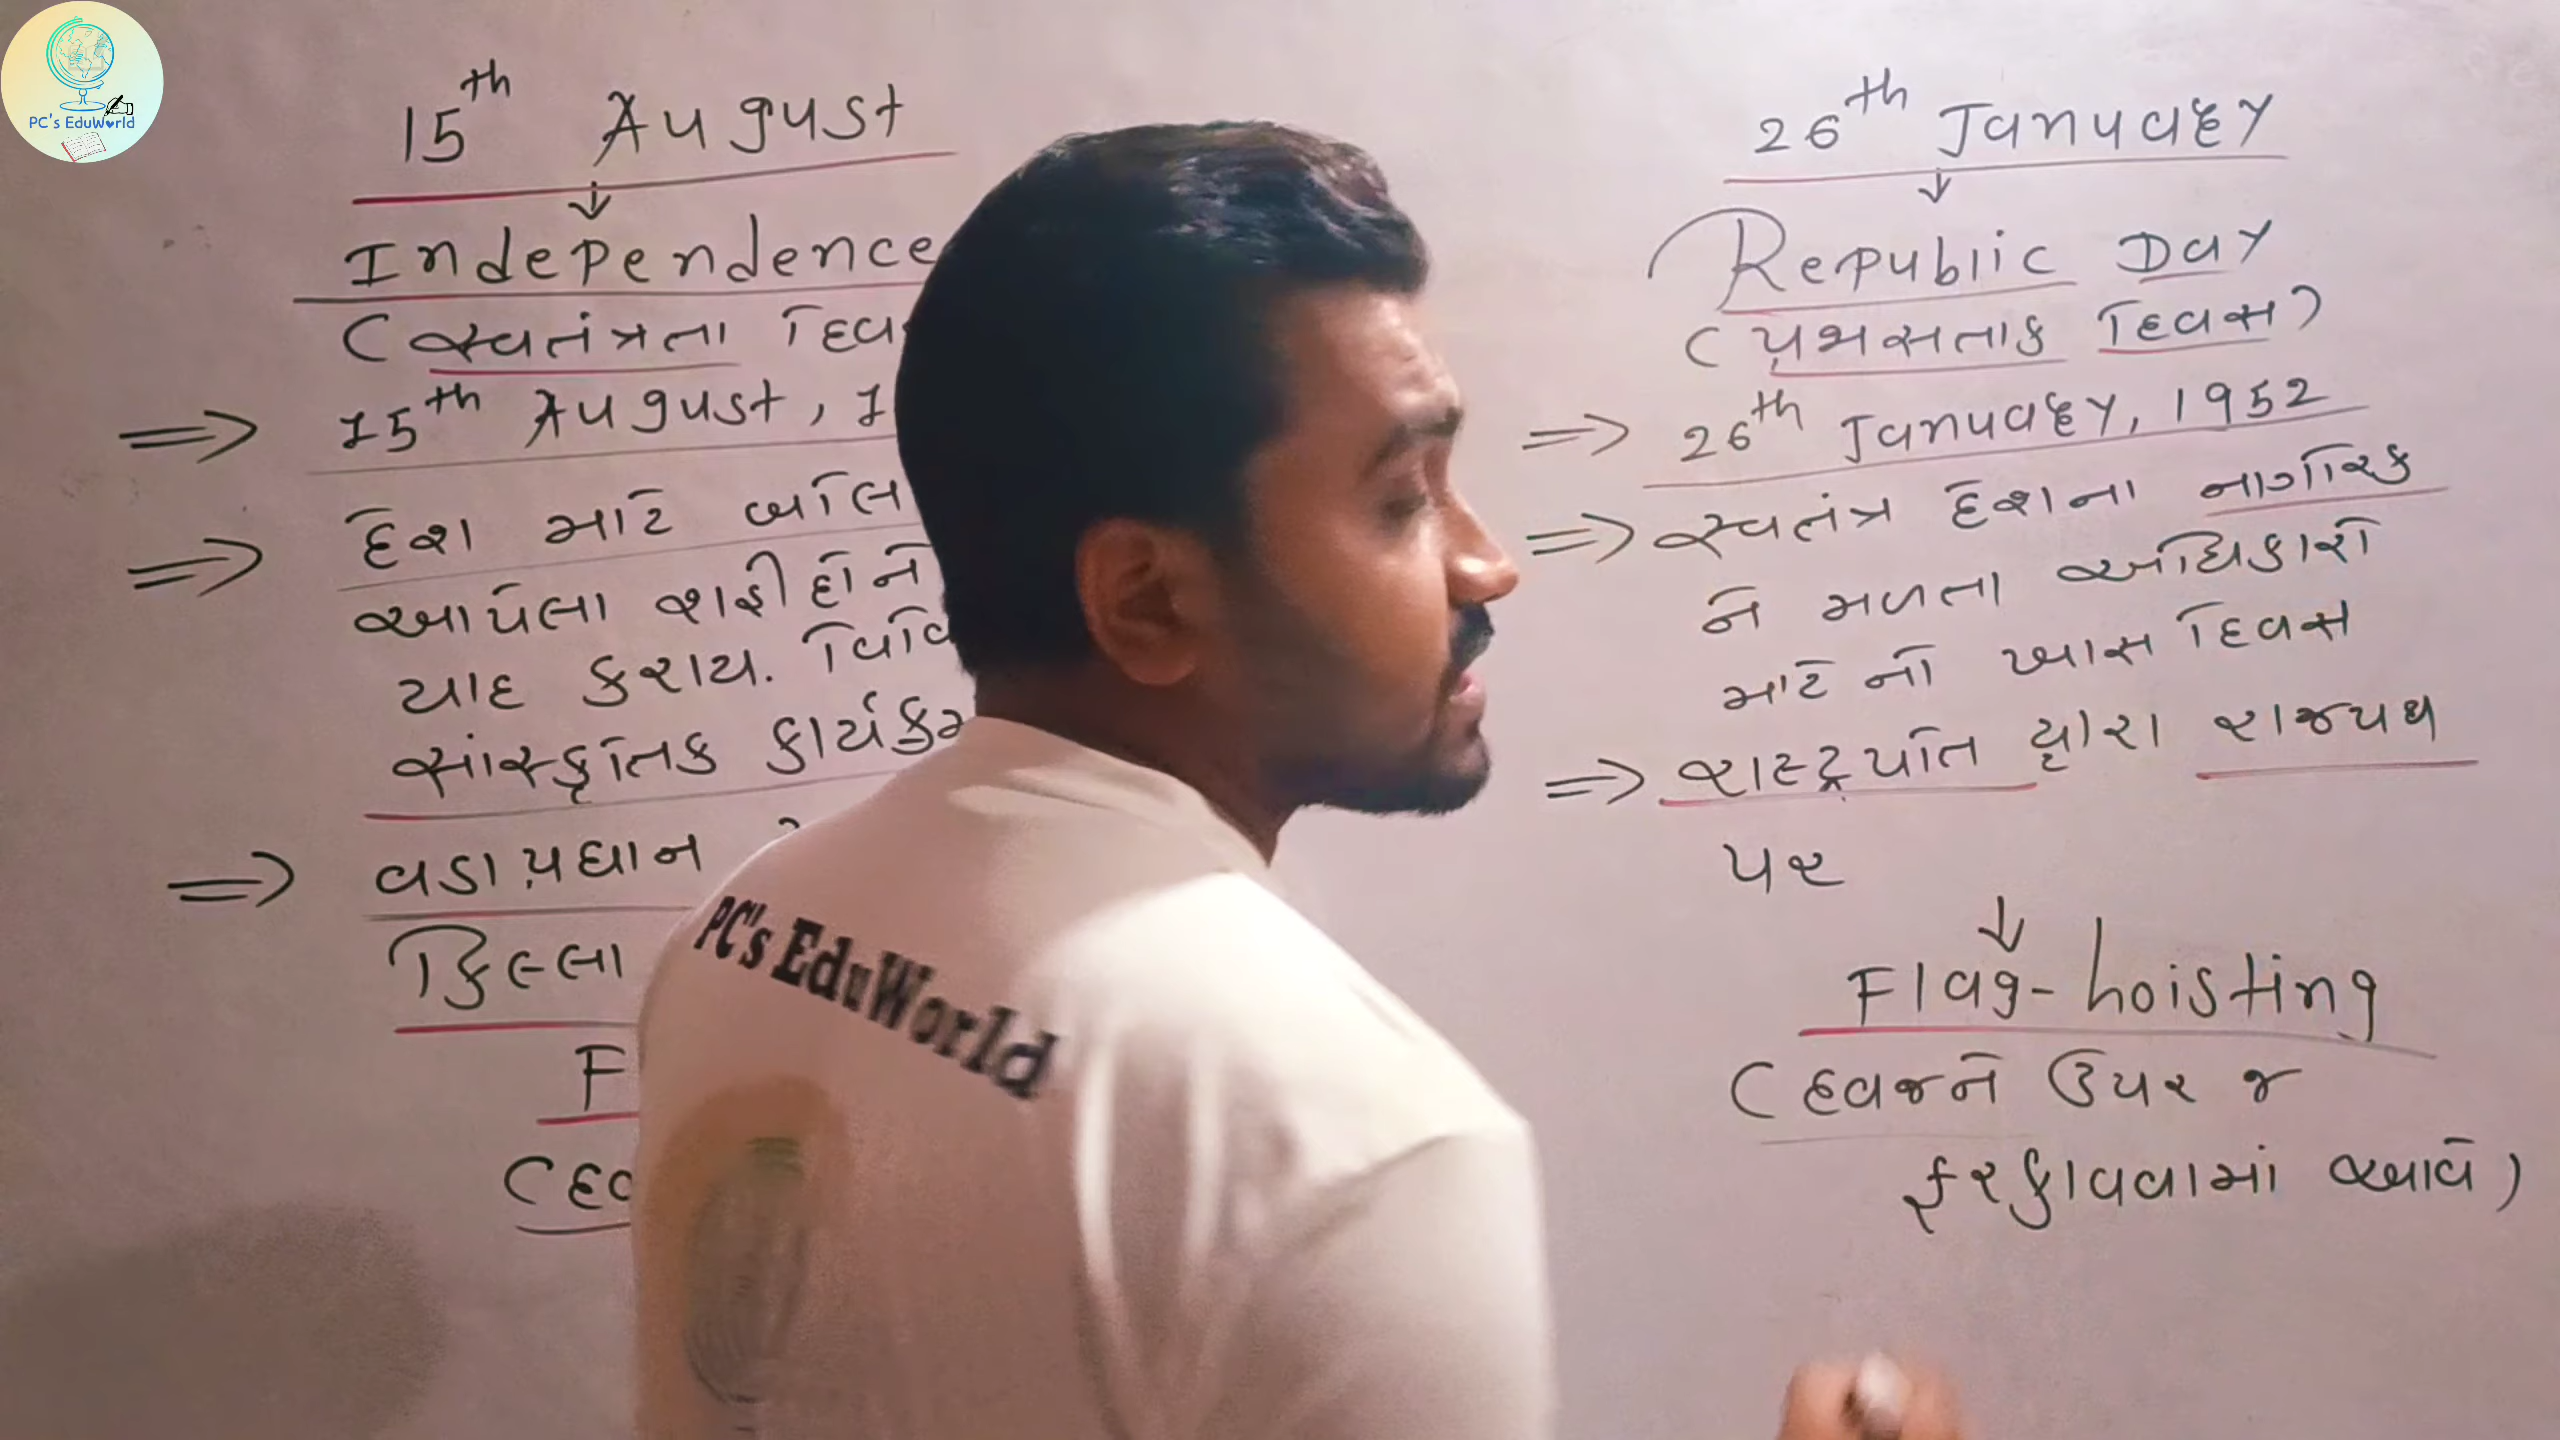 PC's EduWorld
15th August
↓
Independence
(સ્વતંત્રતા
⇒ 15th August, 1
⇒ દેશ માટે બલિ
આપેલા શહીદોને
યાદ કરાય.
સાંસ્કૃતિક કાર્યક્રમ
⇒ વડાપ્રધાન
કિલ્લા
F
26th January
↓
Republic Day
(પ્રજાસતાક દિવસ)
⇒ 26th January, 1952
⇒ સ્વતંત્ર દેશના નાગરિક
ને મળતા અધિકારો
માટેનો ખાસ દિવસ
⇒ રાષ્ટ્રપતિ દ્વારા રાજપથ
પર
↓
Flag-hoisting
(ધ્વજને ઉપર જ
ફરકાવવામાં આવે)
PC's EduWorld